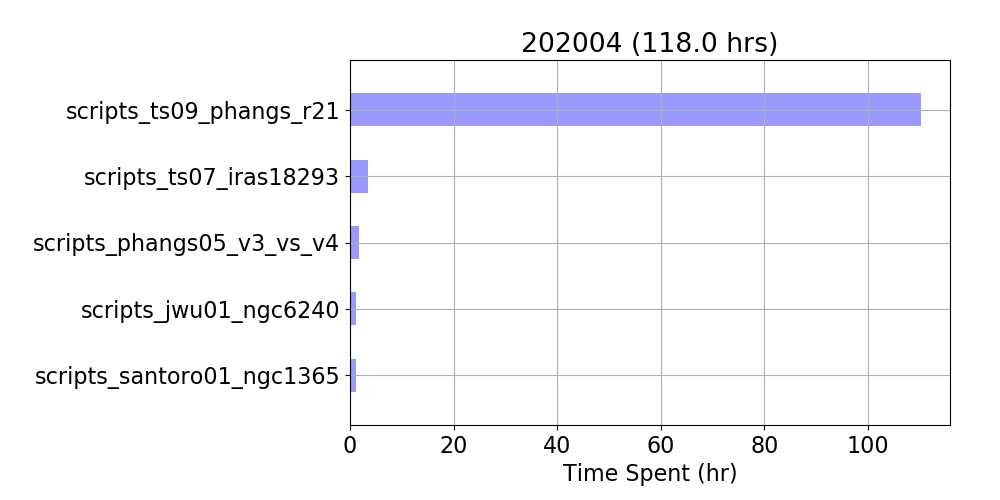 202004 (118.0 hrs)
scripts_ts09_phangs_r21
scripts_ts07_iras18293
scripts_phangs05_v3_vs_v4
scripts_jwu01_ngc6240
scripts_santoro01_ngc1365
0 20 40 60 80 100
Time Spent (hr)